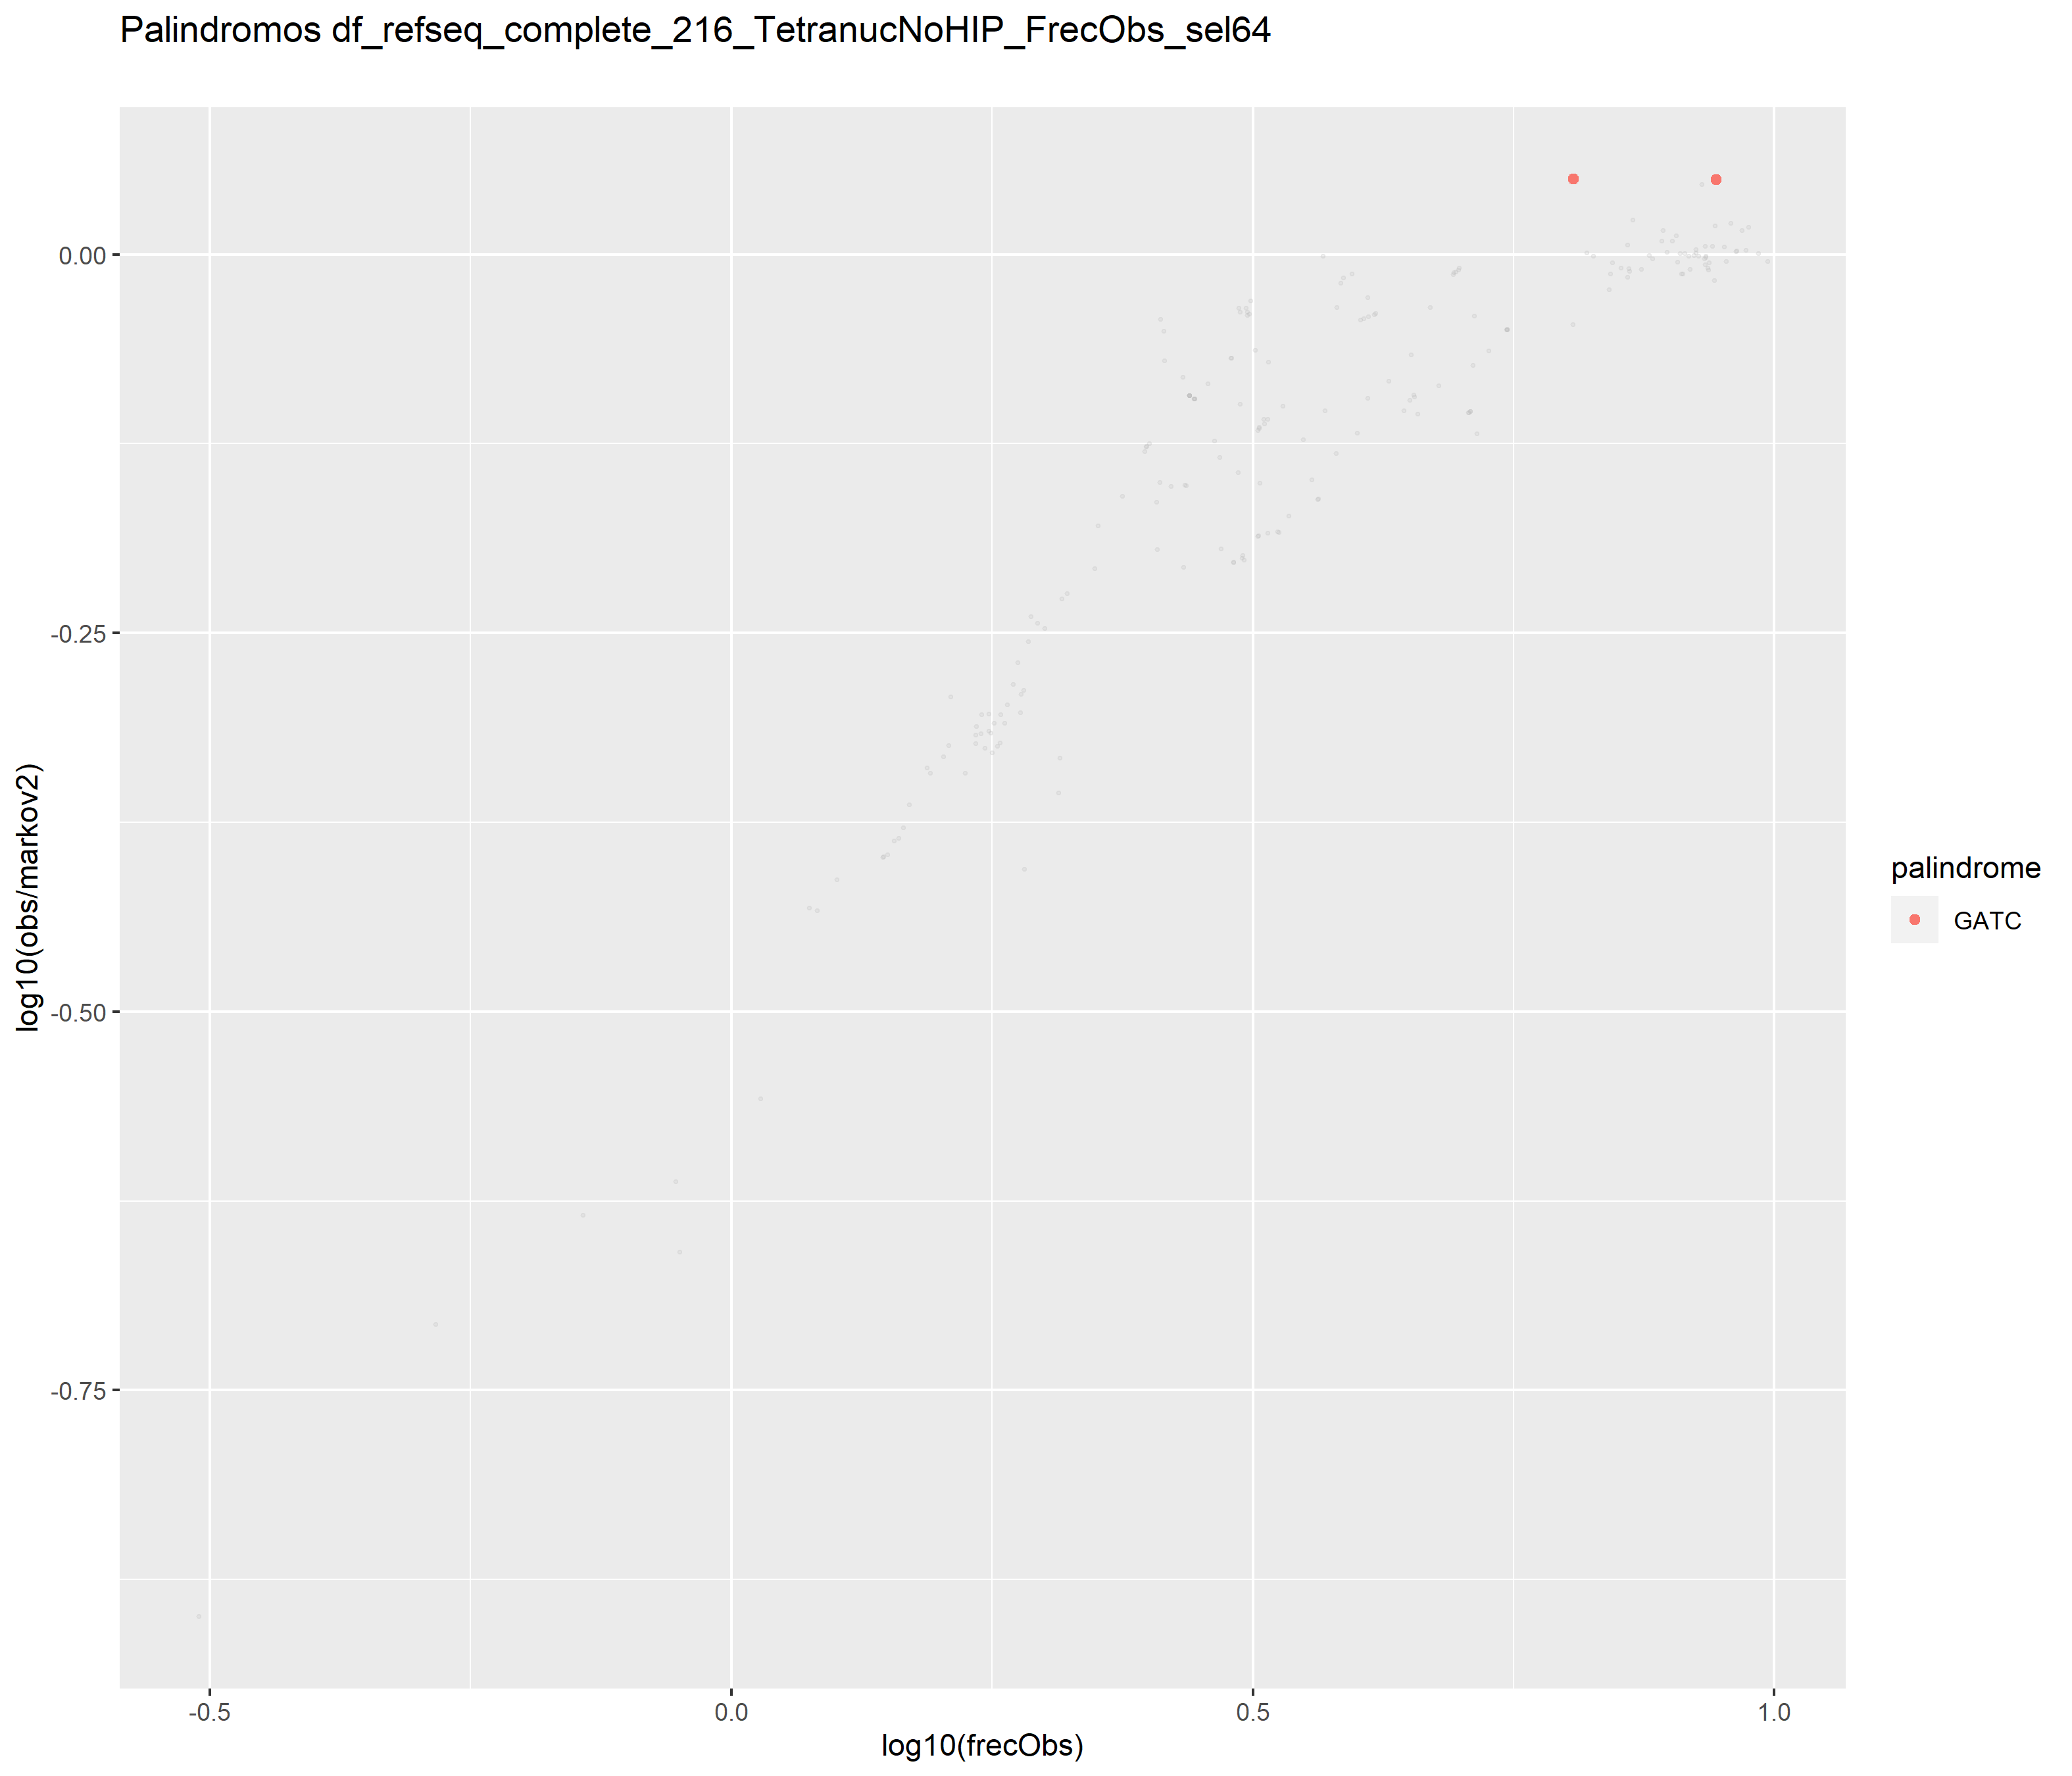 Palindromos df_refseq_complete_216_TetranucNoHIP_FrecObs_sel64
log10(obs/markov2)
0.00
-0.25
-0.50
-0.75
-0.5
0.0
0.5
1.0
log10(frecObs)
palindrome
GATC